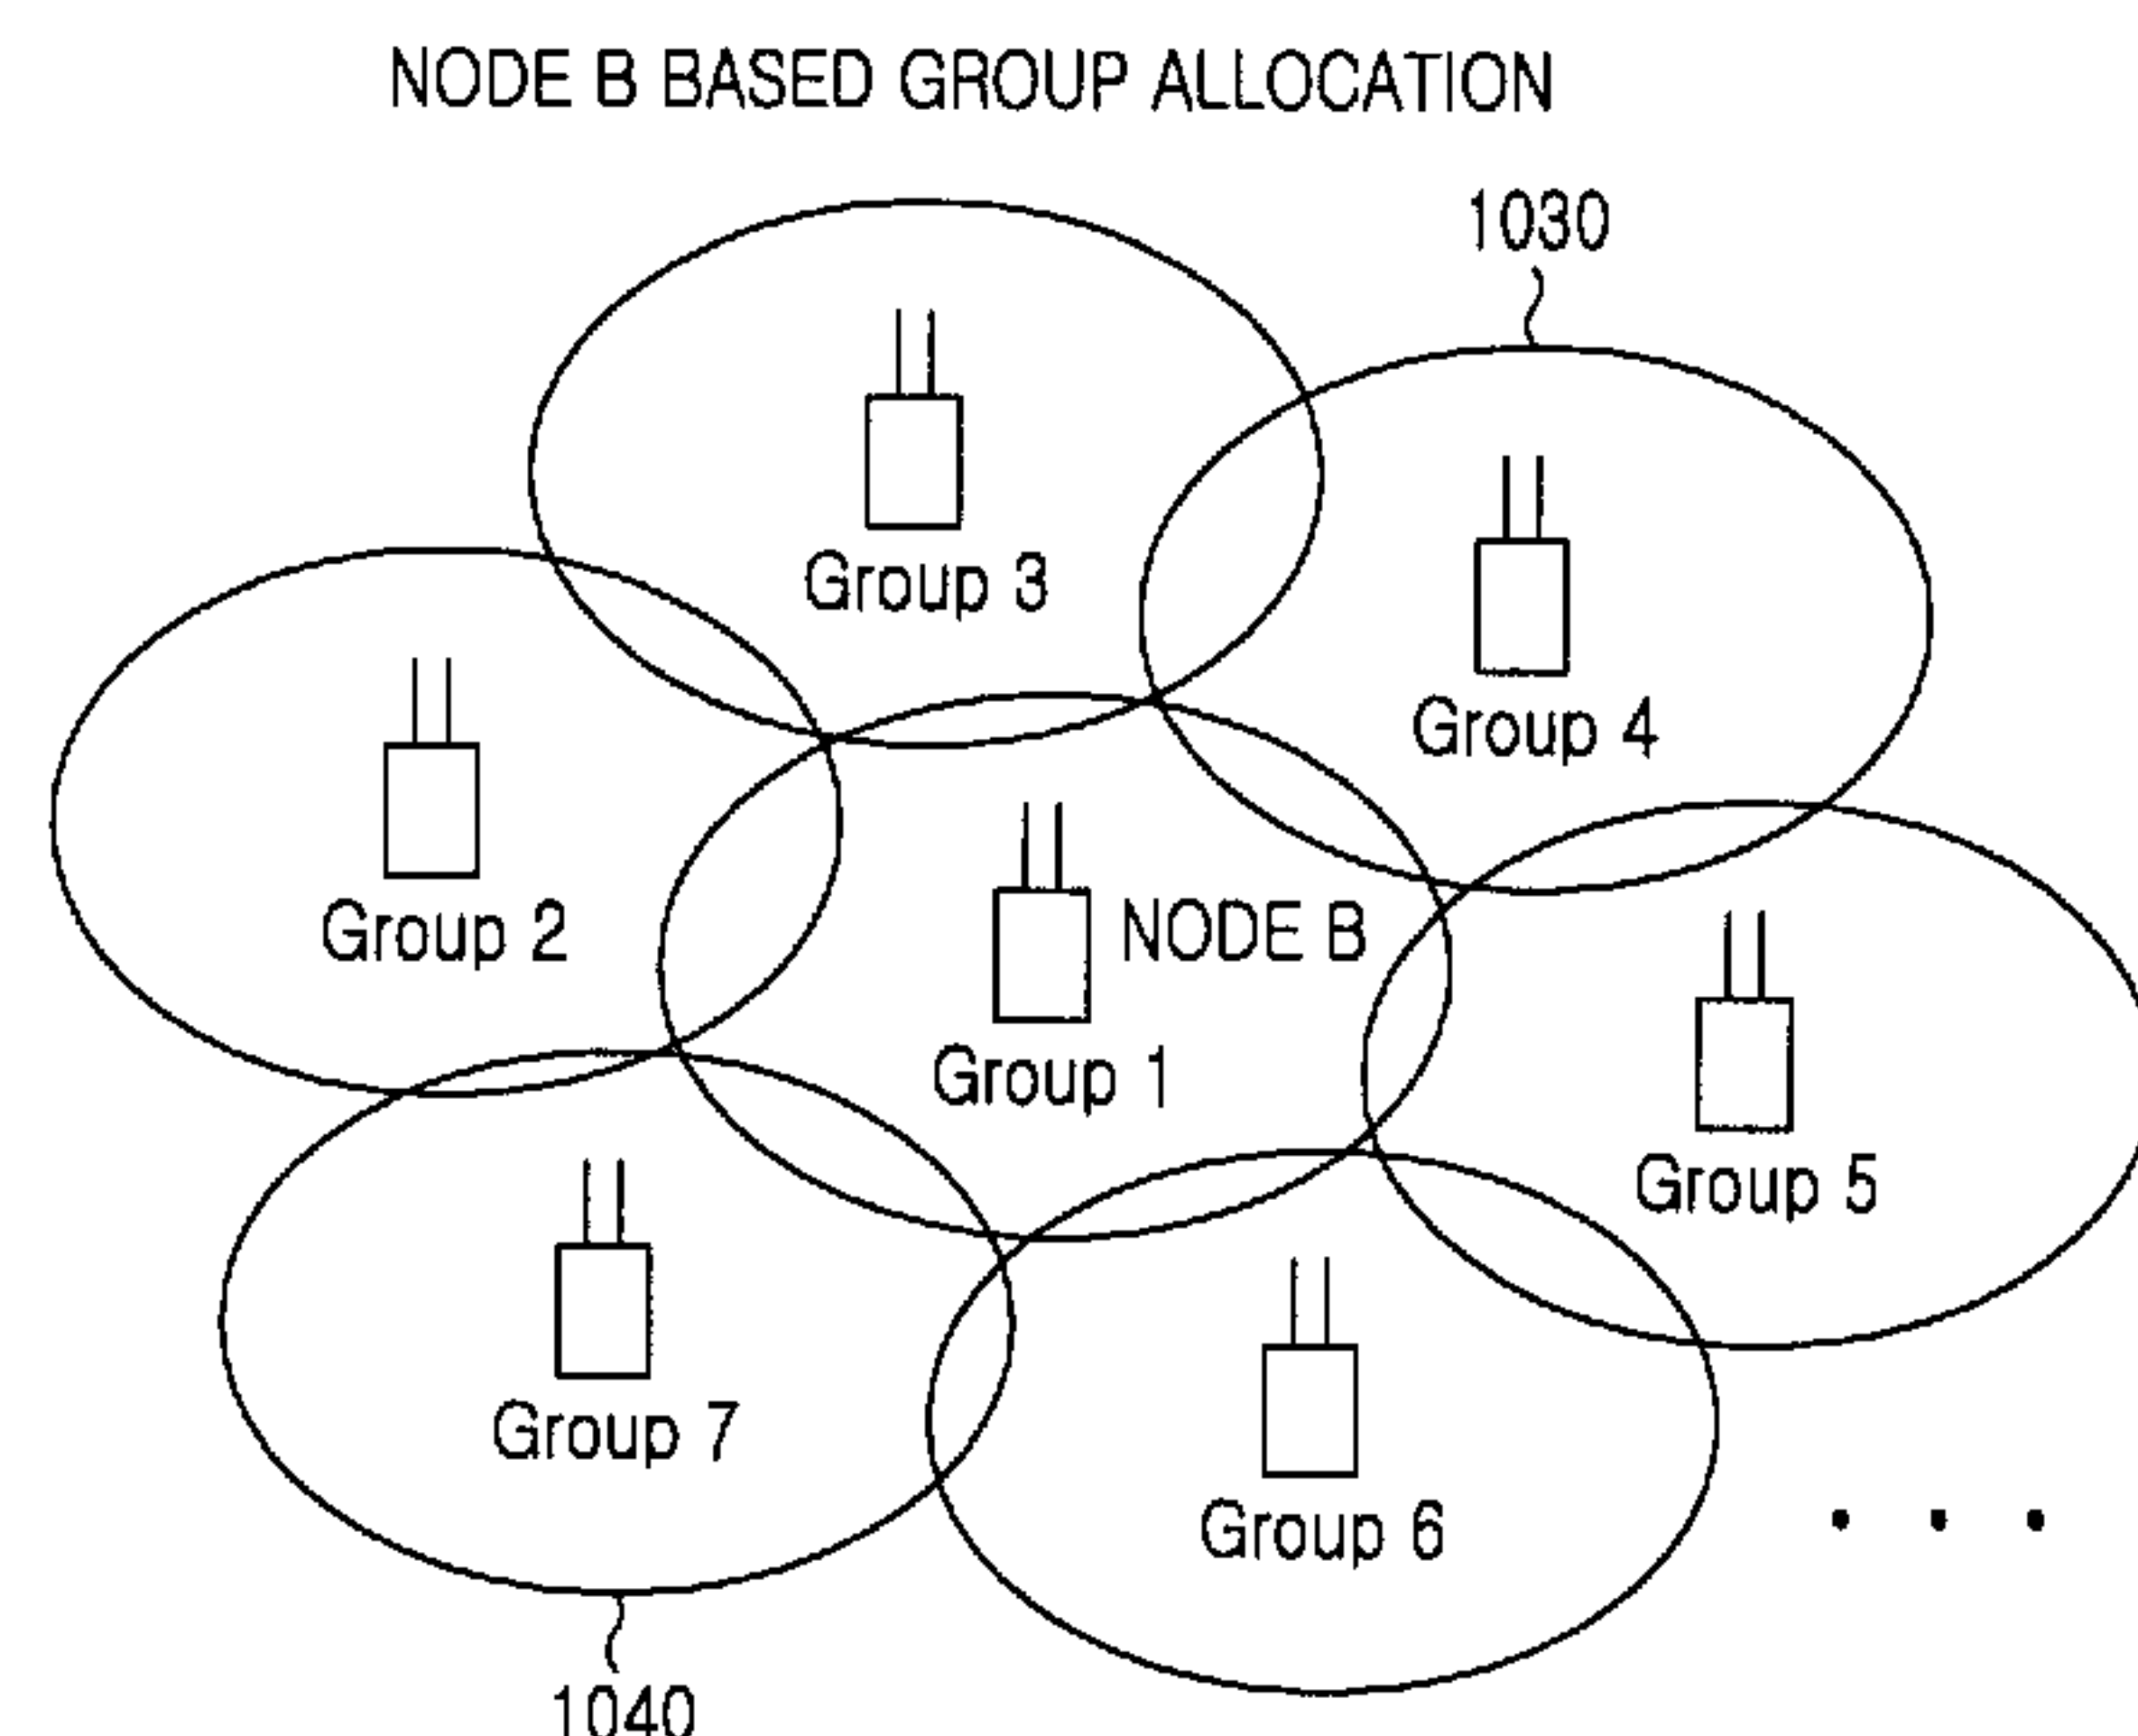 NODE B BASED GROUP ALLOCATION
1030
Group 3
Group 4
Group 2
NODE B
Group 1
Group 5
Group 7
Group 6
. . .
1040